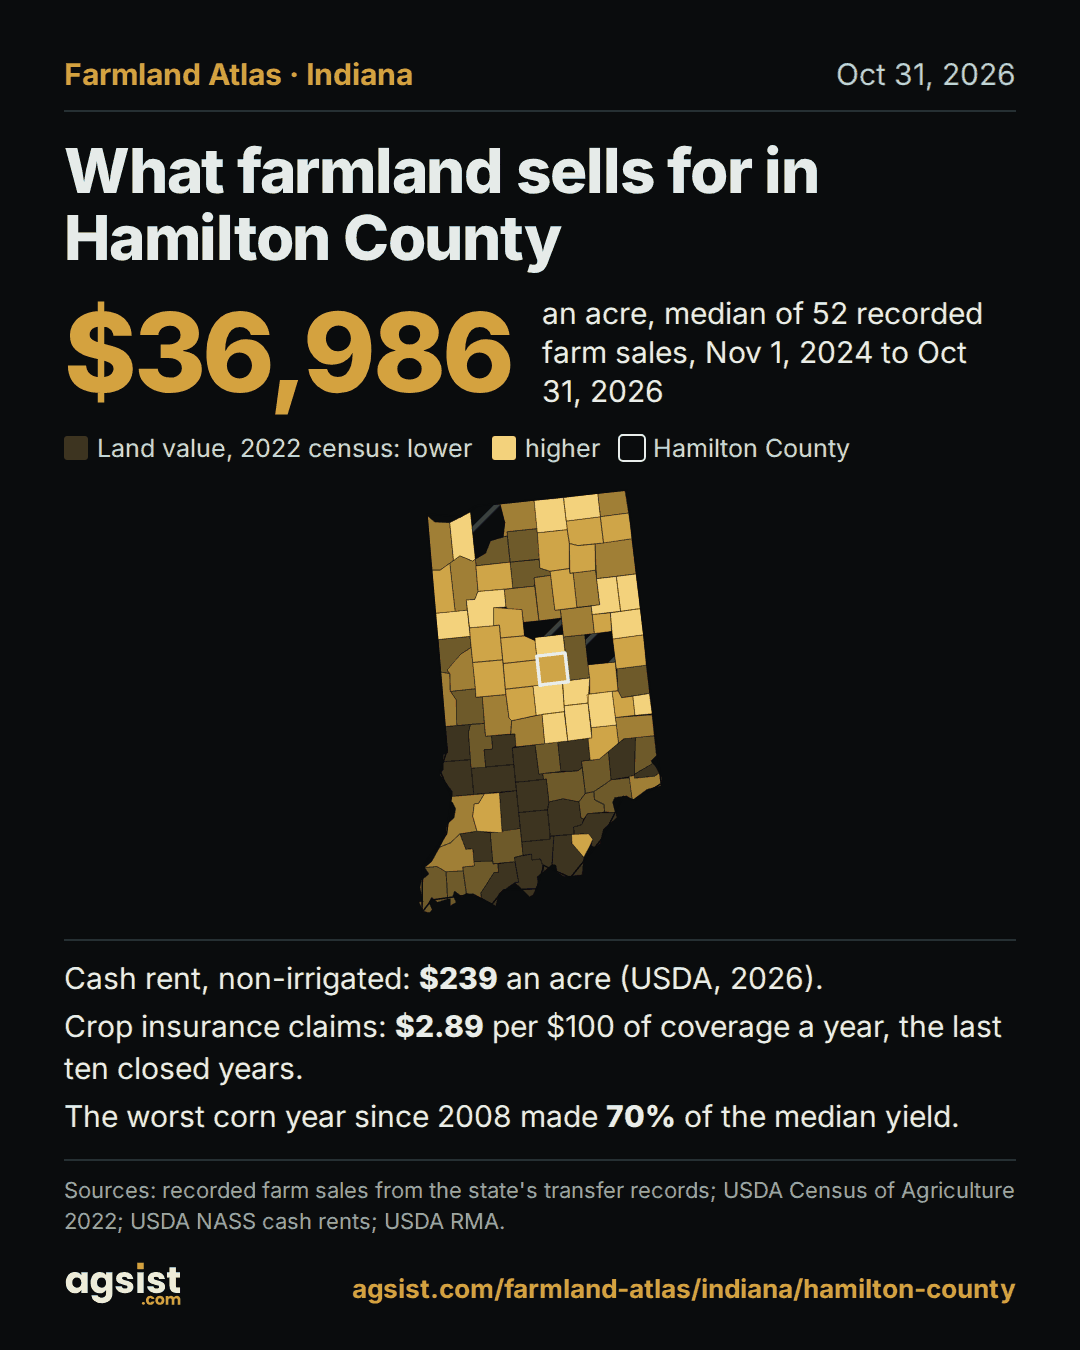 Farmland Atlas · Indiana
Oct 31, 2026
What farmland sells for in
Hamilton County
$36,986
an acre, median of 52 recorded
farm sales, Nov 1, 2024 to Oct
31, 2026
Land value, 2022 census: lower
higher
Hamilton County
Cash rent, non-irrigated: $239 an acre (USDA, 2026).
Crop insurance claims: $2.89 per $100 of coverage a year, the last
ten closed years.
The worst corn year since 2008 made 70% of the median yield.
Sources: recorded farm sales from the state's transfer records; USDA Census of Agriculture
2022; USDA NASS cash rents; USDA RMA.
agsist
.com
agsist.com/farmland-atlas/indiana/hamilton-county